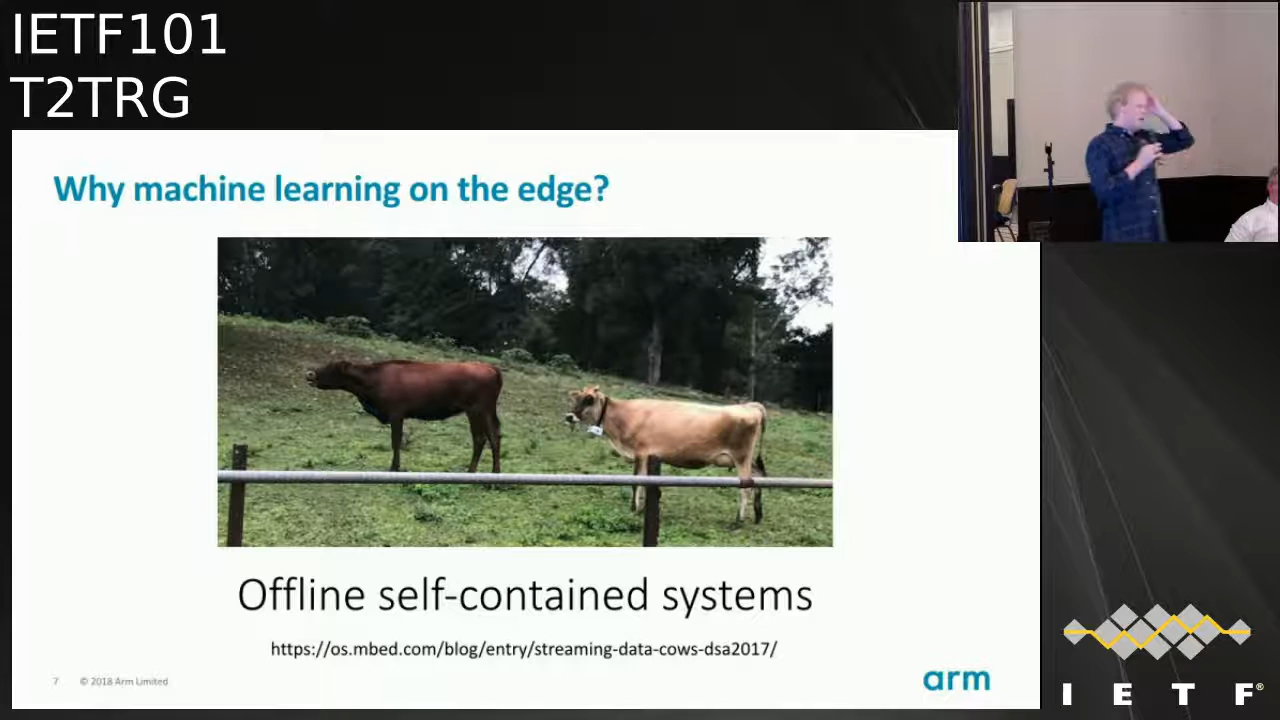 IETF101
T2TRG
Why machine learning on the edge?
Offline self-contained systems
https://os.mbed.com/blog/entry/streaming-data-cows-dsa2017/
7 © 2018 Arm Limited
arm
I E T F®